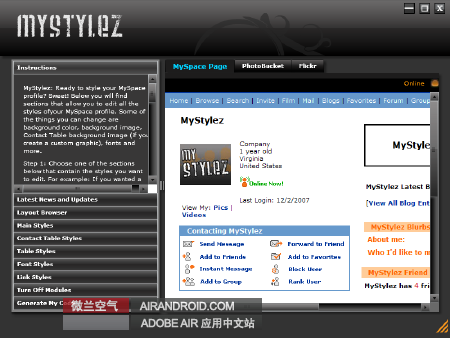 MYSTYLEZ
Instructions
MyStylez: Ready to style your MySpace
profile? Sweet! Below you will find
sections that allow you to edit all the
styles of your MySpace profile. Some of
the things you can change are
background color, background image,
Contact Table background image (if you
create a custom graphic), fonts and
more.
Step 1: Choose one of the sections
below that contain the styles you want
to edit. For example: If you wanted a
Latest News and Updates
Layout Browser
Main Styles
Contact Table Styles
Table Styles
Font Styles
Link Styles
Turn Off Modules
Generate My Co
MySpace Page
PhotoBucket
Flickr
Online
Home | Browse | Search | Invite | Film | Mail | Blogs | Favorites | Forum | Group
MyStylez
MY STYLEZ
Company
1 year old
Virginia
United States
Online Now!
Last Login: 12/2/2007
View My: Pics |
Videos
Contacting MyStylez
Send Message
Forward to Friend
Add to Friends
Add to Favorites
Instant Message
Block User
Add to Group
Rank User
MyStylez
MyStylez Latest B
[View All Blog Ent
MyStylez Blurbs
About me:
Who I'd like to m
MyStylez Friend
MyStylez has 4 frie
微兰空气
AIRANDROID.COM
ADOBE AIR 应用中文站